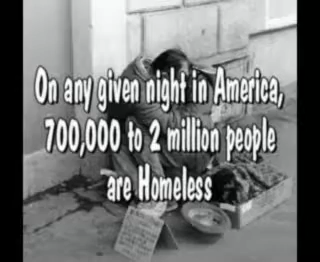 On any given night in America,
700,000 to 2 million people
are Homeless